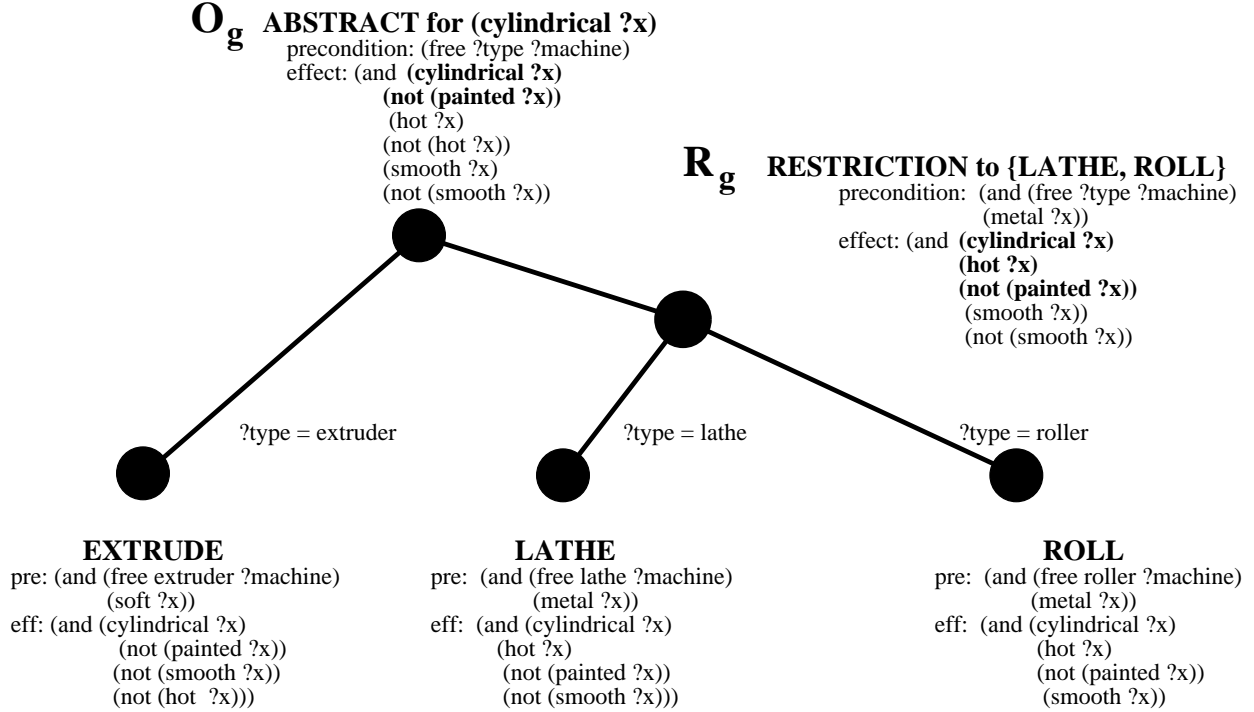 O g ABSTRACT for (cylindrical ?x)
precondition: (free ?type ?machine)
effect: (and (cylindrical ?x)
(not (painted ?x))
(hot ?x)
(not (hot ?x))
(smooth ?x)
(not (smooth ?x))
R g RESTRICTION to {LATHE, ROLL}
precondition: (and (free ?type ?machine)
(metal ?x))
effect: (and (cylindrical ?x)
(hot ?x)
(not (painted ?x))
(smooth ?x))
(not (smooth ?x))
?type = extruder
?type = lathe
?type = roller
EXTRUDE
pre: (and (free extruder ?machine)
(soft ?x))
eff: (and (cylindrical ?x)
(not (painted ?x))
(not (smooth ?x))
(not (hot ?x)))
LATHE
pre: (and (free lathe ?machine)
(metal ?x))
eff: (and (cylindrical ?x)
(hot ?x)
(not (painted ?x))
(not (smooth ?x)))
ROLL
pre: (and (free roller ?machine)
(metal ?x))
eff: (and (cylindrical ?x)
(hot ?x)
(not (painted ?x))
(smooth ?x))